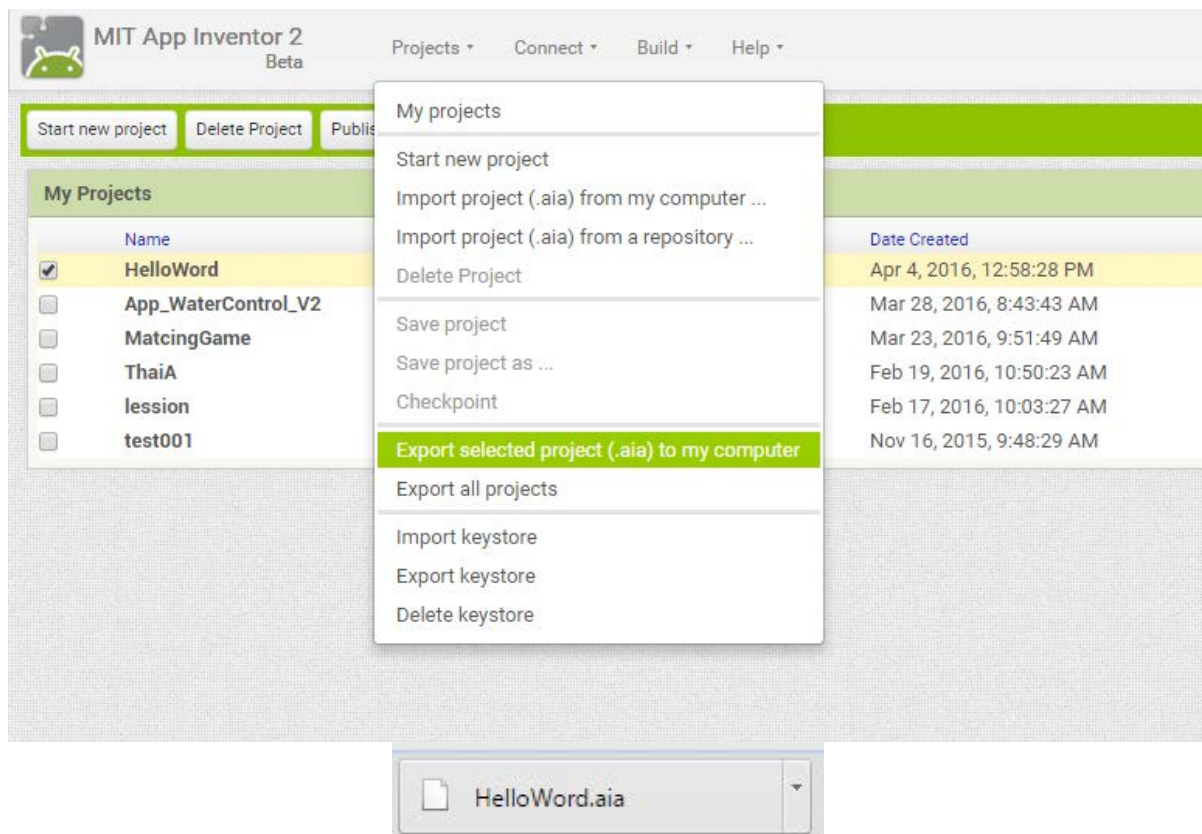 MIT App Inventor 2
Beta
Projects Connect Build Help
Start new project Delete Project Publis
My projects
Start new project
Import project (.aia) from my computer ...
Import project (.aia) from a repository ...
Delete Project
Save project
Save project as ...
Checkpoint
Export selected project (.aia) to my computer
Export all projects
Import keystore
Export keystore
Delete keystore
My Projects
Name Date Created
HelloWord Apr 4, 2016, 12:58:28 PM
App_WaterControl_V2 Mar 28, 2016, 8:43:43 AM
MatcingGame Mar 23, 2016, 9:51:49 AM
ThaiA Feb 19, 2016, 10:50:23 AM
lession Feb 17, 2016, 10:03:27 AM
test001 Nov 16, 2015, 9:48:29 AM
HelloWord.aia